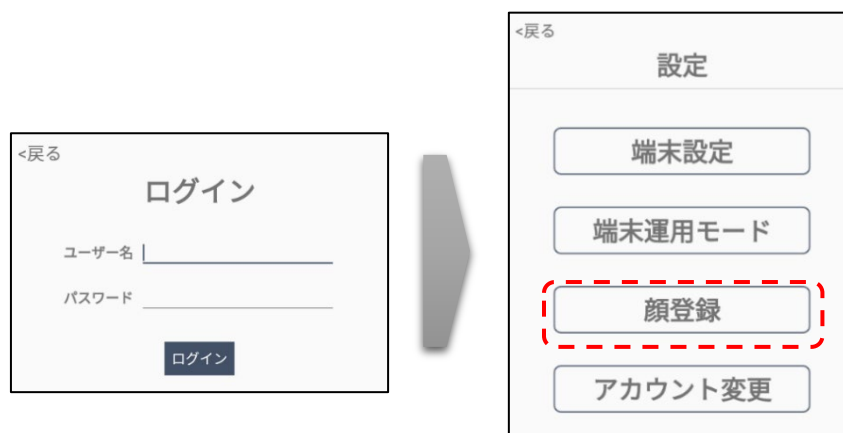 <戻る
ログイン
ユーザー名
パスワード
ログイン
<戻る
設定
端末設定
端末運用モード
顔登録
アカウント変更